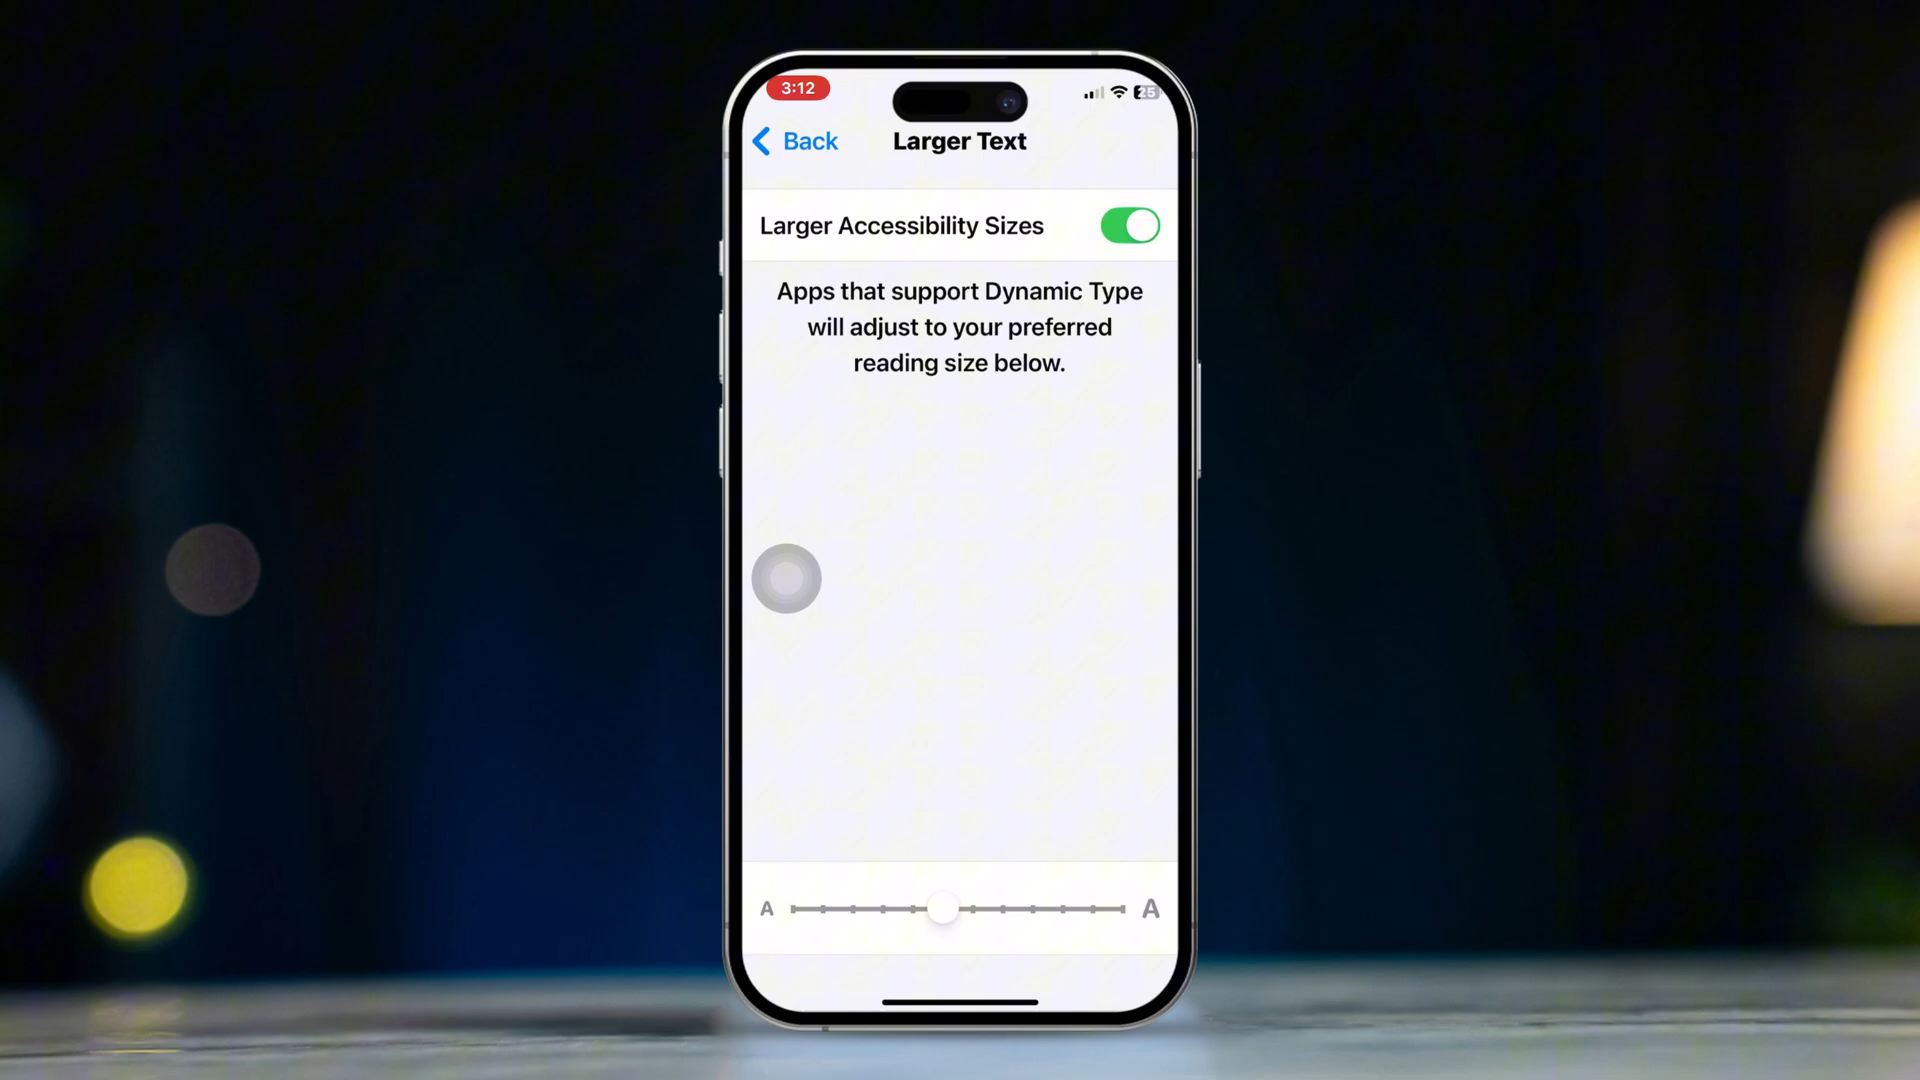 3:12
25
Back
Larger Text
Larger Accessibility Sizes
Apps that support Dynamic Type
will adjust to your preferred
reading size below.
A A